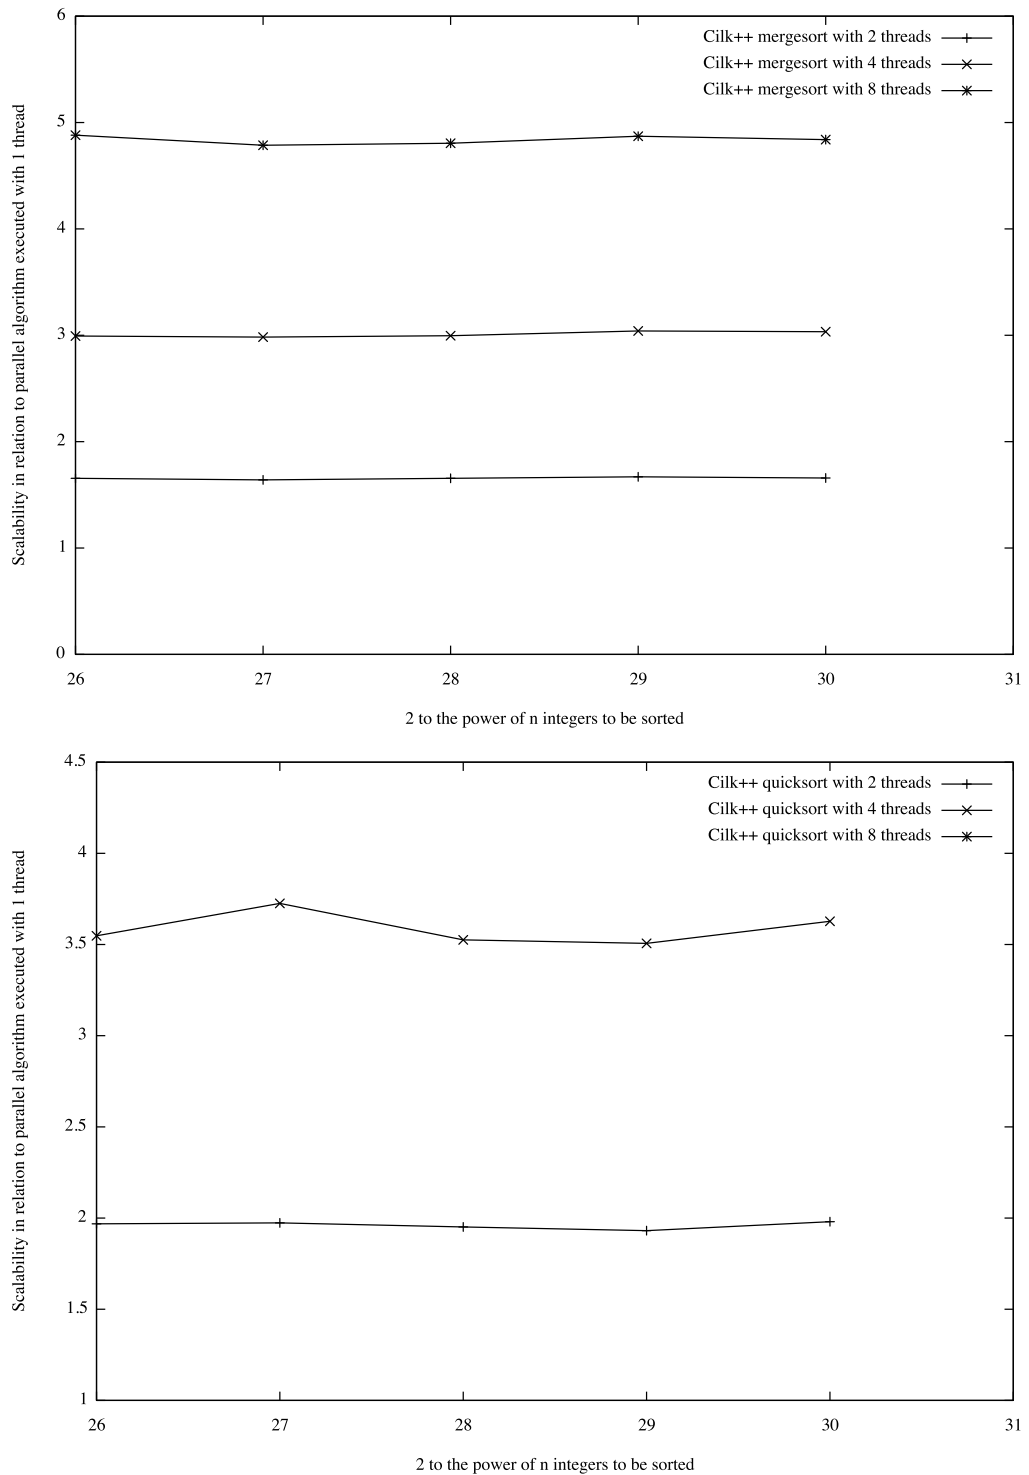 6
Cilk++ mergesort with 2 threads
Cilk++ mergesort with 4 threads
Cilk++ mergesort with 8 threads
5
4
3
2
1
0
Scalability in relation to parallel algorithm executed with 1 thread
26 27 28 29 30 31
2 to the power of n integers to be sorted
4.5
Cilk++ quicksort with 2 threads
Cilk++ quicksort with 4 threads
Cilk++ quicksort with 8 threads
4
3.5
3
2.5
2
1.5
1
Scalability in relation to parallel algorithm executed with 1 thread
26 27 28 29 30 31
2 to the power of n integers to be sorted